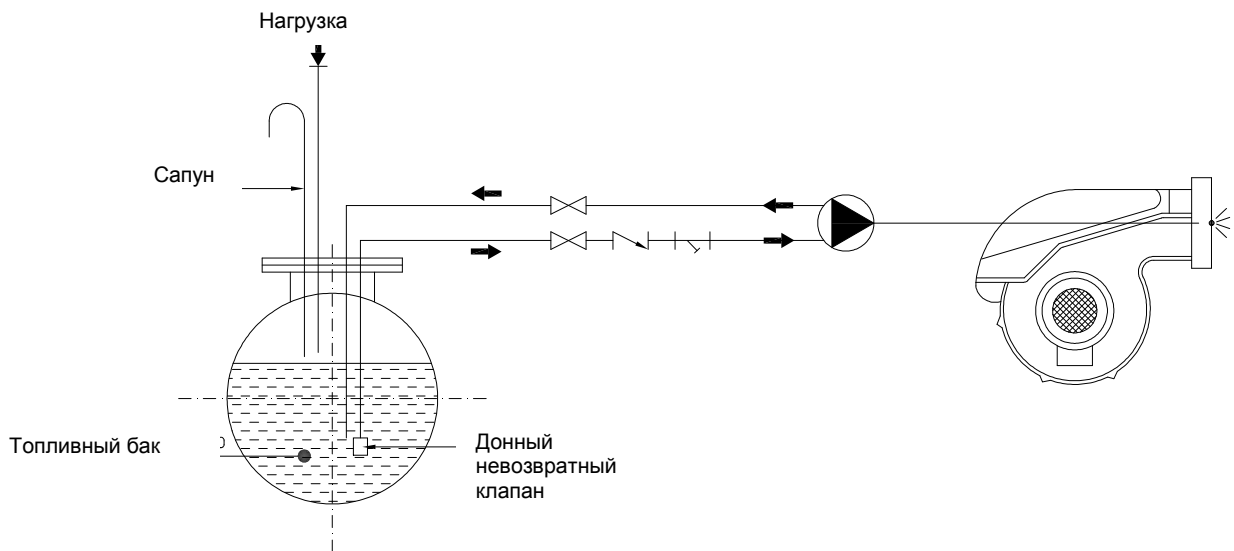 Нагрузка
Сапун
Топливный бак
Донный
невозвратный
клапан